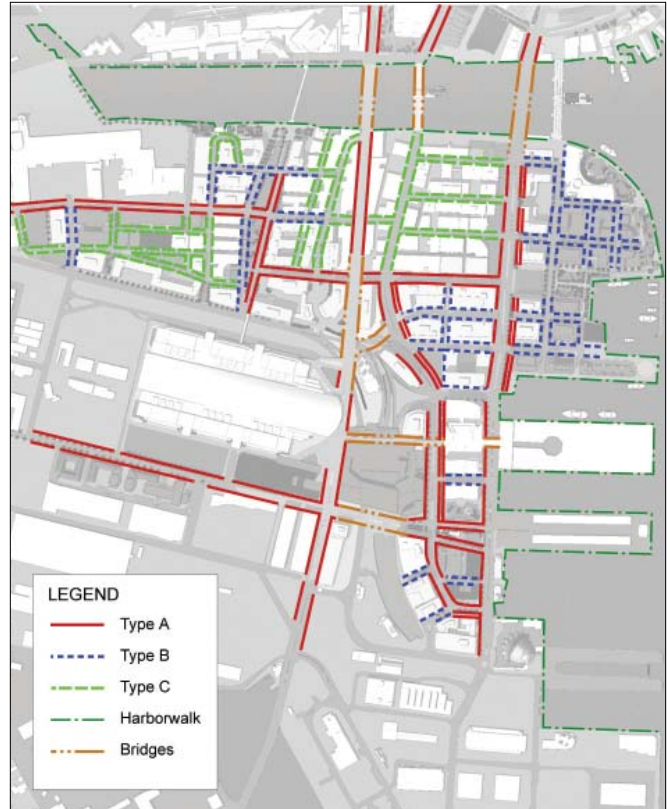 LEGEND
Type A
Type B
Type C
Harborwalk
Bridges